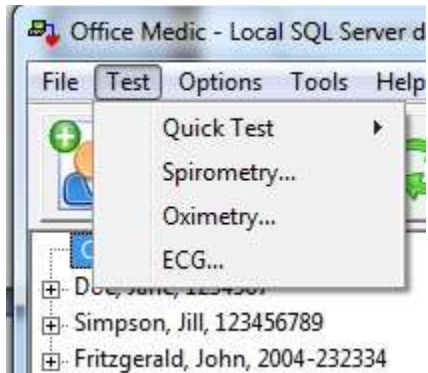 Office Medic - Local SQL Server d
File Test Options Tools Help
Quick Test
Spirometry...
Oximetry...
ECG...
Simpson, Jill, 123456789
Fritzgerald, John, 2004-232334